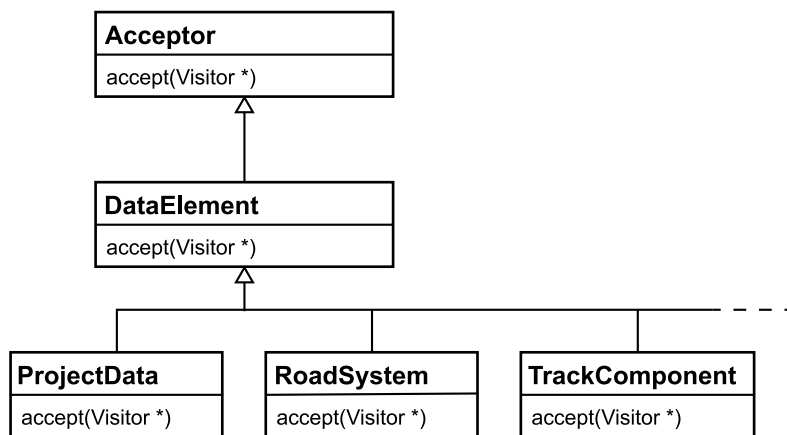 Acceptor
accept(Visitor *)
DataElement
accept(Visitor *)
ProjectData
accept(Visitor *)
RoadSystem
accept(Visitor *)
TrackComponent
accept(Visitor *)